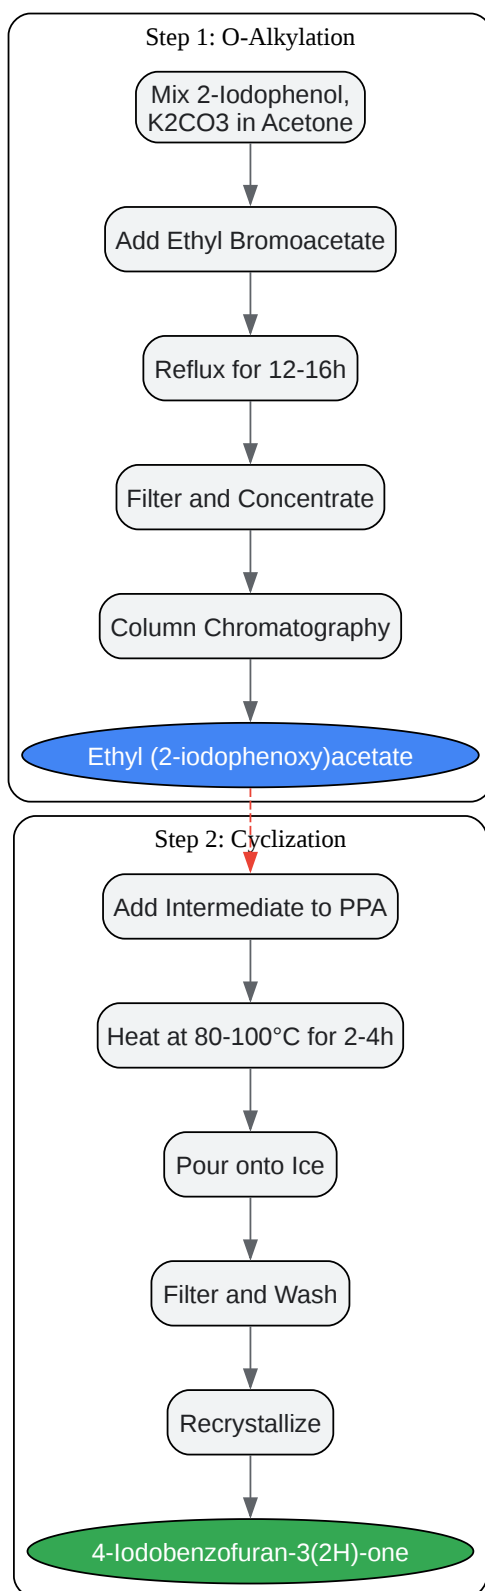 Step 1: O-Alkylation
Mix 2-Iodophenol,
K2CO3 in Acetone
Add Ethyl Bromoacetate
Reflux for 12-16h
Filter and Concentrate
Column Chromatography
Ethyl (2-iodophenoxy)acetate
Step 2: Cyclization
Add Intermediate to PPA
Heat at 80-100°C for 2-4h
Pour onto Ice
Filter and Wash
Recrystallize
4-Iodobenzofuran-3(2H)-one